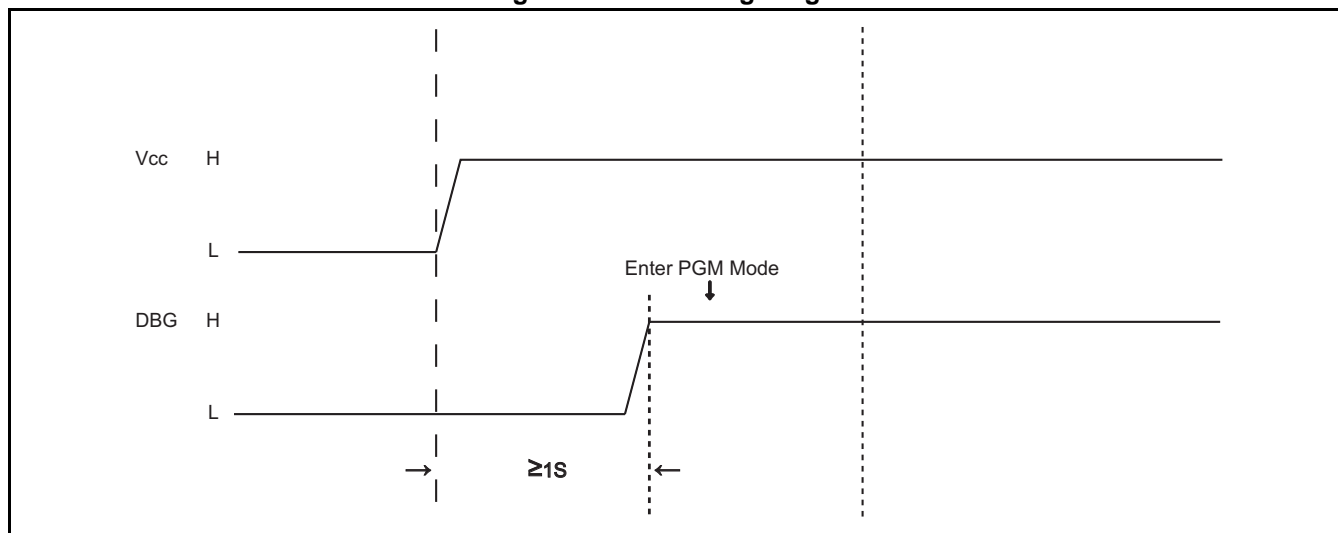 Vcc H
L
Enter PGM Mode
DBG H
L
≥1S